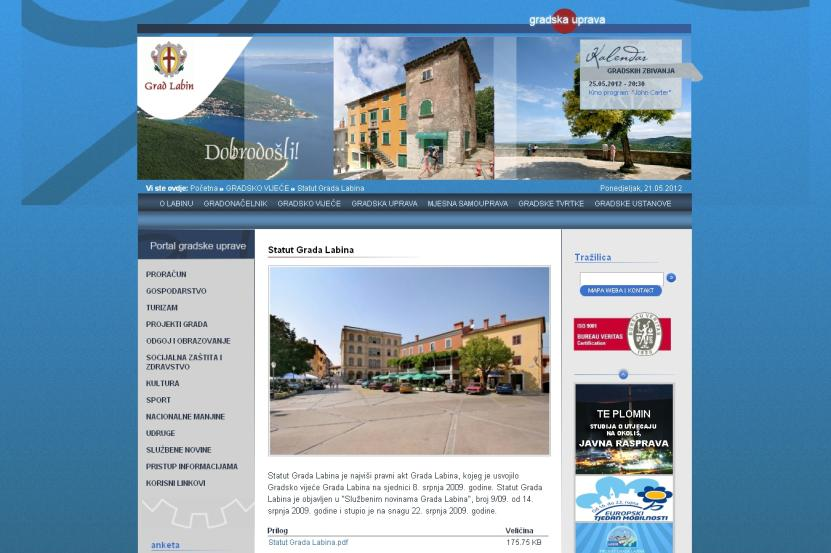 gradska uprava
Grad Labin
Dobrodošli!
Kalendar
GRADSKIH ZBIVANJA
25.05.2012 - 20:30
Kino program: "John Carter"
Vi ste ovdje: Početna » GRADSKO VIJEĆE » Statut Grada Labina
Ponedjeljak, 21.05.2012
O LABINU GRADONAČELNIK GRADSKO VIJEĆE GRADSKA UPRAVA MJESNA SAMOUPRAVA GRADSKE TVRTKE GRADSKE USTANOVE
Portal gradske uprave
PRORAČUN
GOSPODARSTVO
TURIZAM
PROJEKTI GRADA
ODGOJ I OBRAZOVANJE
SOCIJALNA ZAŠTITA I
ZDRAVSTVO
KULTURA
SPORT
NACIONALNE MANJINE
UDRUGE
SLUŽBENE NOVINE
PRISTUP INFORMACIJAMA
KORISNI LINKOVI
anketa
Statut Grada Labina
Statut Grada Labina je najviši pravni akt Grada Labina, kojeg je usvojilo
Gradsko vijeće Grada Labina na sjednici 8. srpnja 2009. godine. Statut Grada
Labina je objavljen u "Službenim novinama Grada Labina", broj 9/09. od 14.
srpnja 2009. godine i stupio je na snagu 22. srpnja 2009. godine.
Prilog Veličina
Statut Grada Labina.pdf 175.75 KB
Tražilica
MAPA WEBA | KONTAKT
ISO 9001
BUREAU VERITAS
Certification
1828
TE PLOMIN
STUDIJA O UTJECAJU
NA OKOLIŠ,
JAVNA RASPRAVA
EUROPSKI
TJEDAN MOBILNOSTI